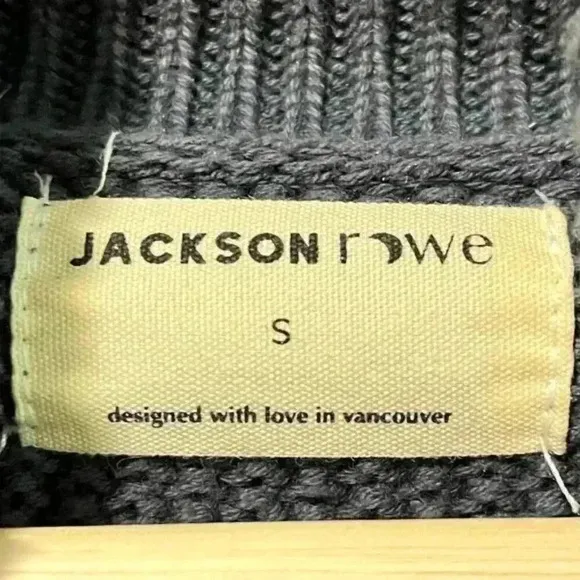 JACKSON rowe
S
designed with love in vancouver